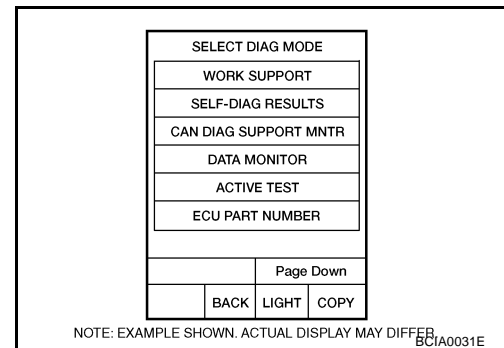 SELECT DIAG MODE
WORK SUPPORT
SELF-DIAG RESULTS
CAN DIAG SUPPORT MNTR
DATA MONITOR
ACTIVE TEST
ECU PART NUMBER
Page Down
BACK LIGHT COPY
NOTE: EXAMPLE SHOWN. ACTUAL DISPLAY MAY DIFFER.
BCIA0031E